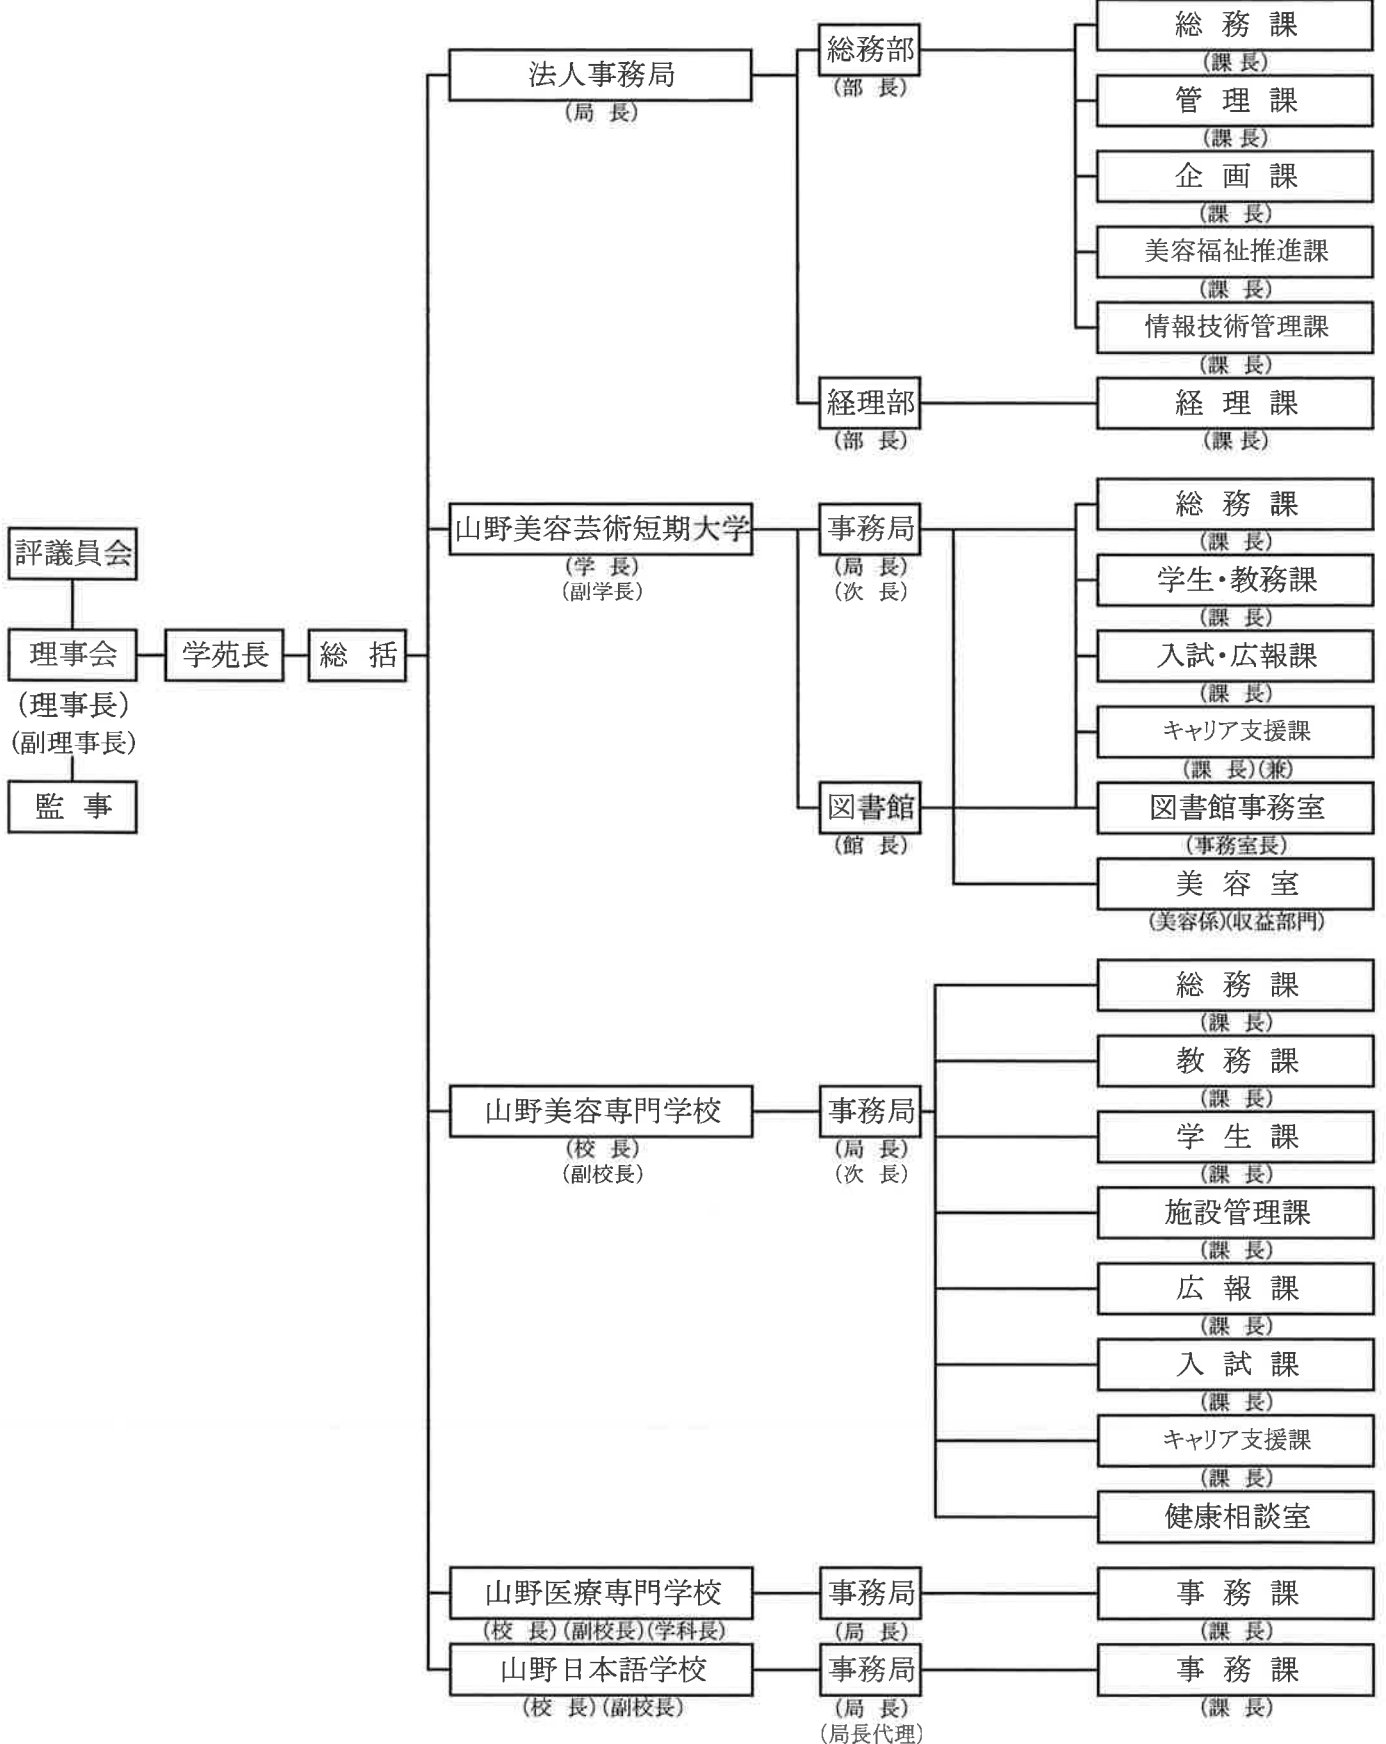 総務課
(課長)
法人事務局
(局長)
総務部
(部長)
管理課
(課長)
企画課
(課長)
美容福祉推進課
(課長)
情報技術管理課
(課長)
経理部
(部長)
経理課
(課長)
評議員会
理事会
(理事長)
(副理事長)
監事
学苑長
総括
山野美容芸術短期大学
(学長)
(副学長)
事務局
(局長)
(次長)
総務課
(課長)
学生・教務課
(課長)
入試・広報課
(課長)
キャリア支援課
(課長)(兼)
図書館
(館長)
図書館事務室
(事務室長)
美容室
(美容係)(収益部門)
山野美容専門学校
(校長)
(副校長)
事務局
(局長)
(次長)
総務課
(課長)
教務課
(課長)
学生課
(課長)
施設管理課
(課長)
広報課
(課長)
入試課
(課長)
キャリア支援課
(課長)
健康相談室
山野医療専門学校
(校長)(副校長)(学科長)
事務局
(局長)
事務課
(課長)
山野日本語学校
(校長)(副校長)
事務局
(局長)
(局長代理)
事務課
(課長)